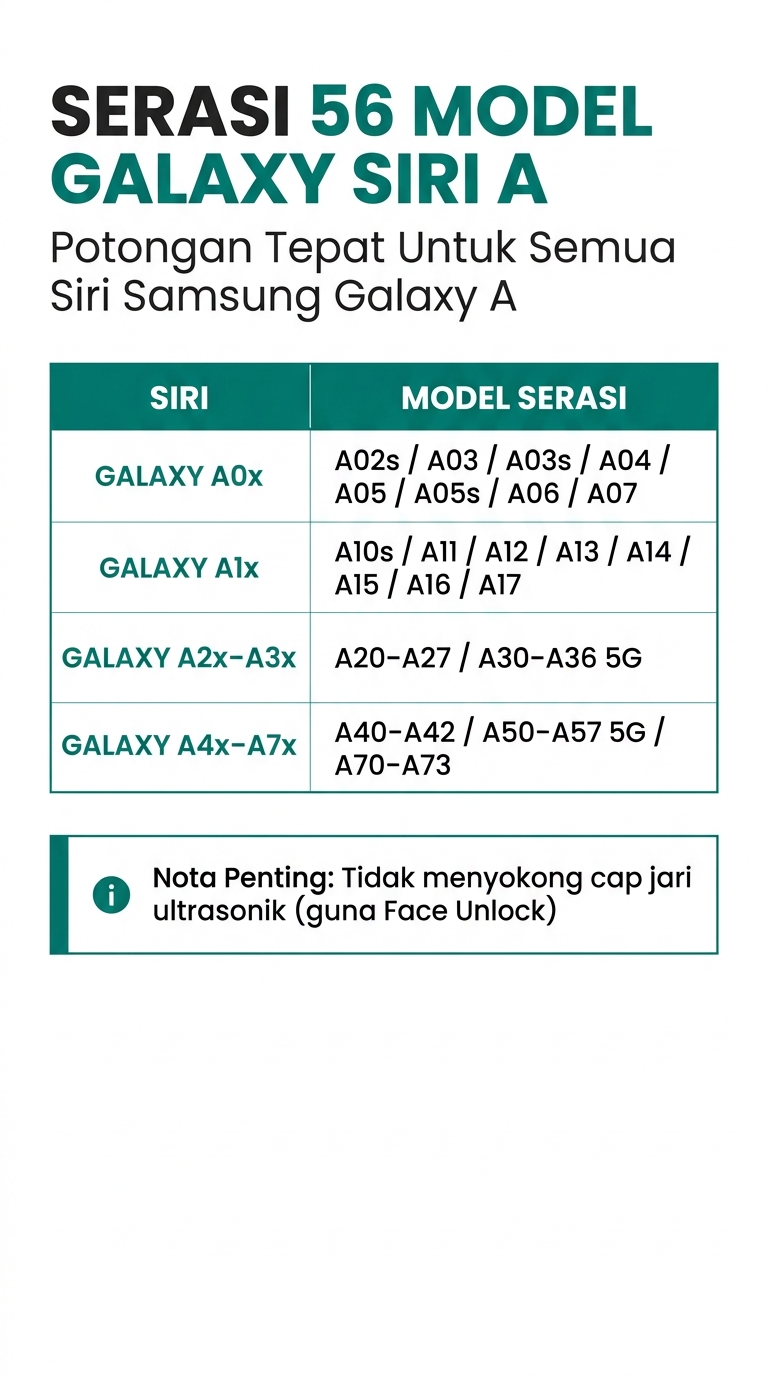 SERASI 56 MODEL
GALAXY SIRI A
Potongan Tepat Untuk Semua
Siri Samsung Galaxy A
SIRI
MODEL SERASI
GALAXY A0x
A02s / A03 / A03s / A04 /
A05 / A05s / A06 / A07
GALAXY A1x
A10s / A11 / A12 / A13 / A14 /
A15 / A16 / A17
GALAXY A2x-A3x
A20-A27 / A30-A36 5G
GALAXY A4x-A7x
A40-A42 / A50-A57 5G /
A70-A73
Nota Penting: Tidak menyokong cap jari
ultrasonik (guna Face Unlock)